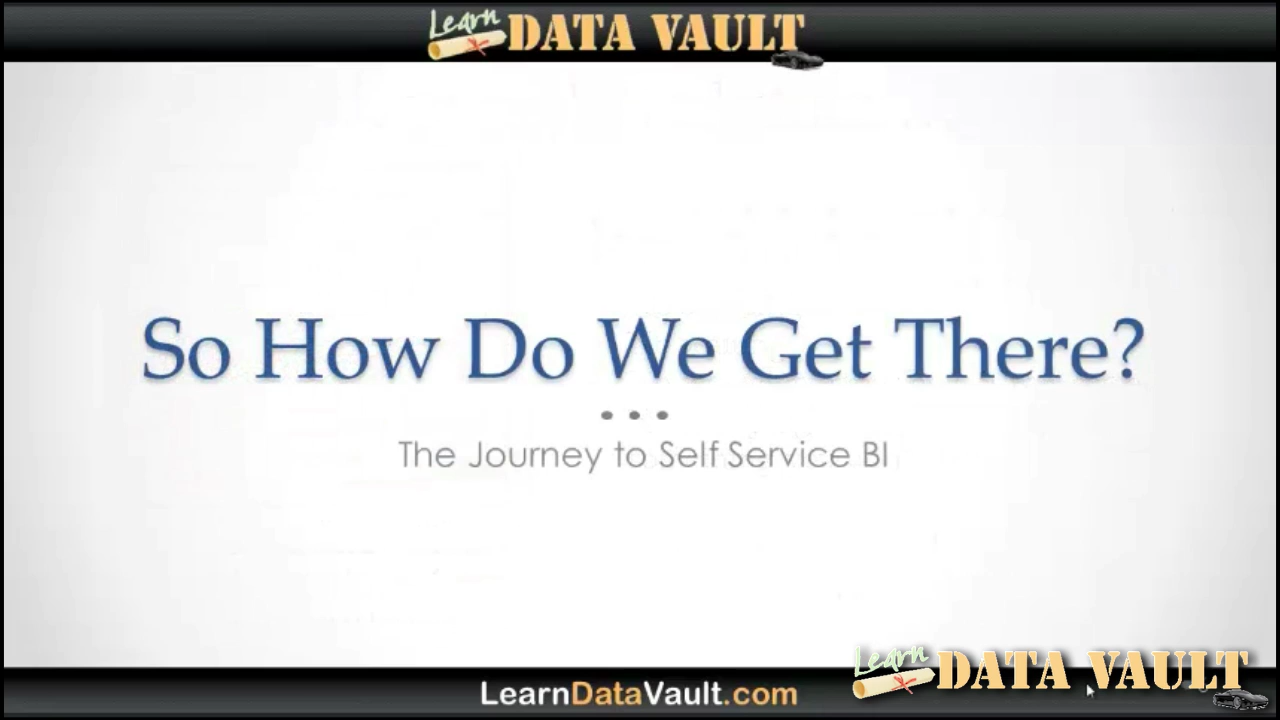 Learn DATA VAULT
So How Do We Get There?
The Journey to Self Service BI
Learn DATA VAULT
LearnDataVault.com